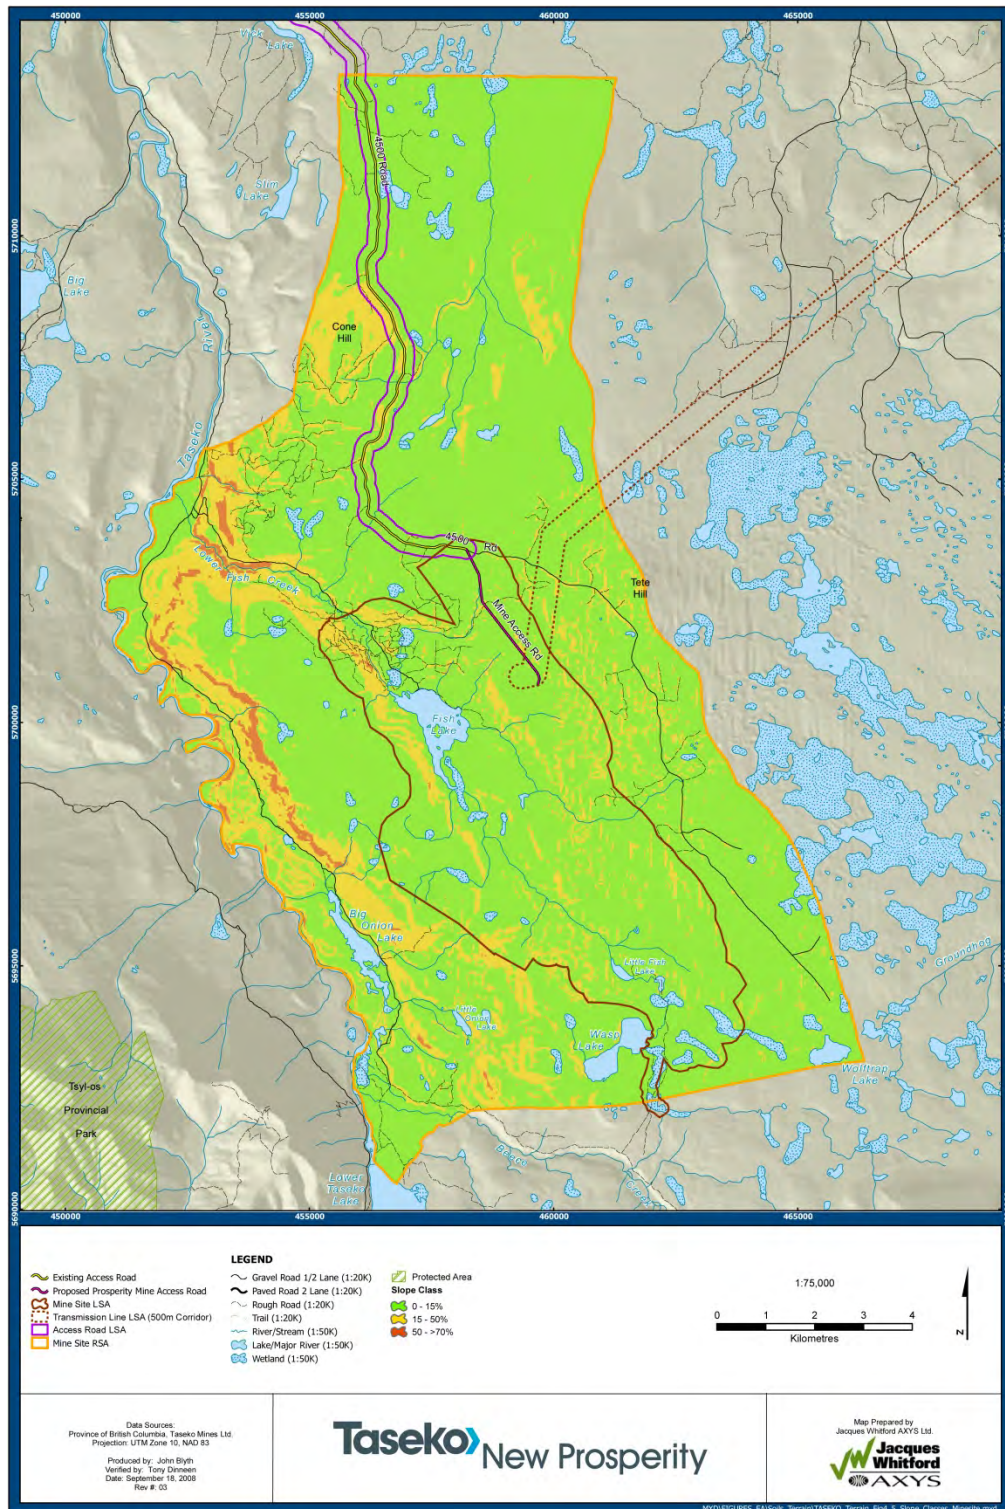 450000
455000
460000
465000
Vick
Lake
4500 Road
Slim
Lake
5710000
Big
Lake
Taseko River
Cone
Hill
5705000
4500 Rd
Lower Fish Creek
Tete
Hill
Mine Access Rd
5700000
Fish
Lake
Big
Onion
Lake
5695000
Groundhog
Little Fish
Lake
Little
Onion
Lake
Wasp
Lake
Wolftrap
Lake
Tsyl-os
Provincial
Park
Beece
Creek
Lower
Taseko
Lake
5690000
450000
455000
460000
465000
LEGEND
Existing Access Road
Proposed Prosperity Mine Access Road
Mine Site LSA
Transmission Line LSA (500m Corridor)
Access Road LSA
Mine Site RSA
Gravel Road 1/2 Lane (1:20K)
Paved Road 2 Lane (1:20K)
Rough Road (1:20K)
Trail (1:20K)
River/Stream (1:50K)
Lake/Major River (1:50K)
Wetland (1:50K)
Protected Area
Slope Class
0 - 15%
15 - 50%
50 - >70%
1:75,000
0 1 2 3 4
Kilometres
N
Data Sources:
Province of British Columbia, Taseko Mines Ltd.
Projection: UTM Zone 10, NAD 83
Produced by: John Blyth
Verified by: Tony Dinneen
Date: September 18, 2008
Rev #: 03
Taseko New Prosperity
Map Prepared by
Jacques Whitford AXYS Ltd.
Jacques
Whitford
AXYS